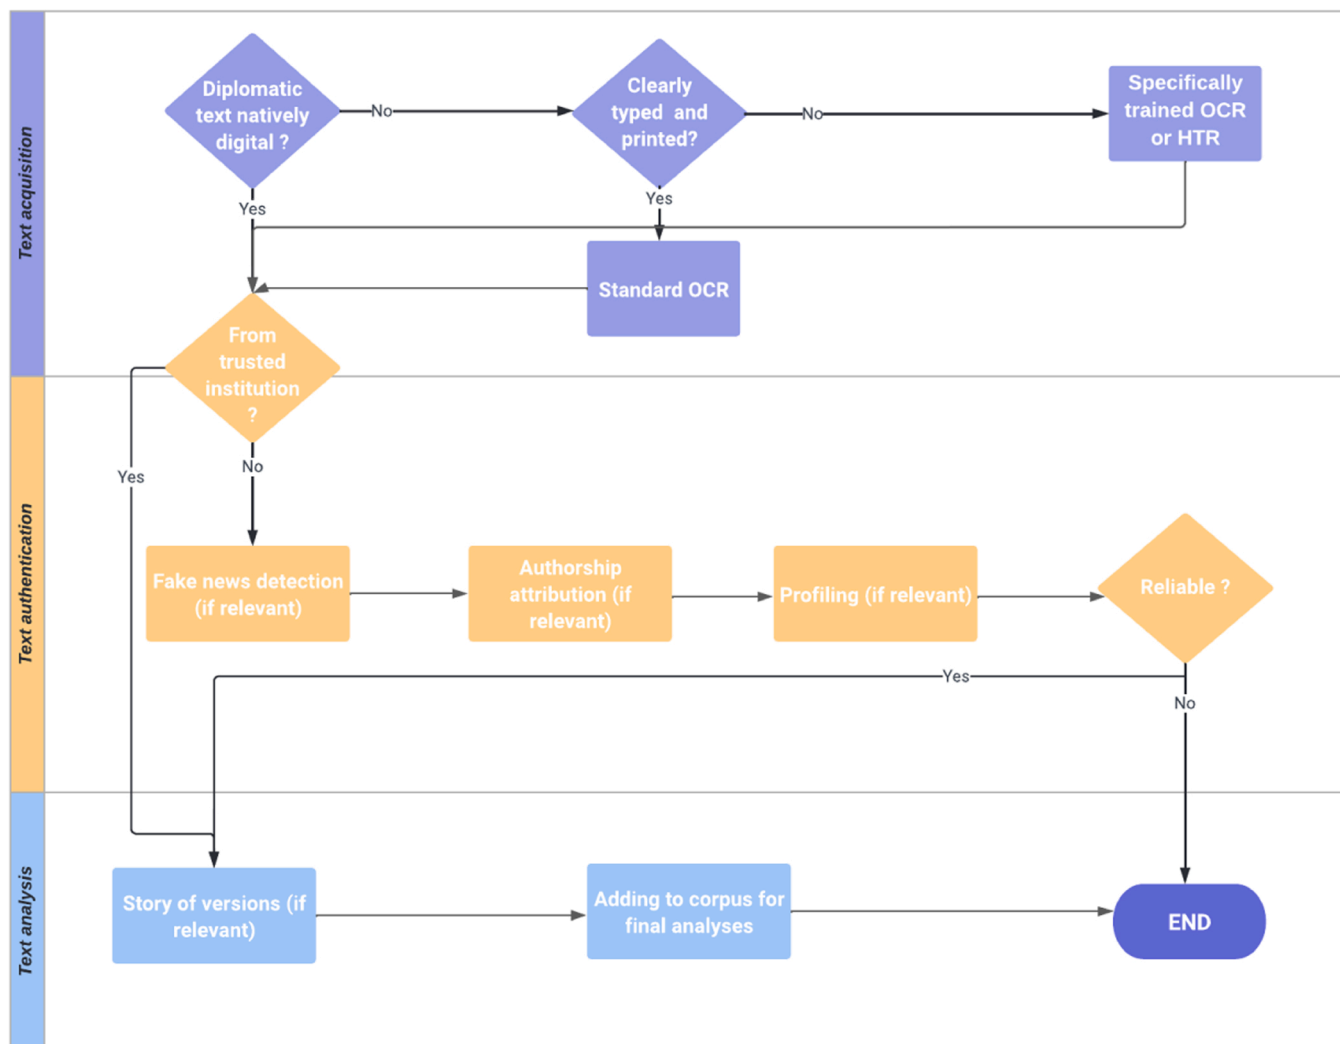 Text acquisition
Diplomatic
text natively
digital ?
No
Clearly
typed and
printed?
No
Specifically
trained OCR
or HTR
Yes
Yes
Standard OCR
From
trusted
institution
?
Text authentication
Yes
No
Fake news detection
(if relevant)
Authorship
attribution (if
relevant)
Profiling (if relevant)
Reliable ?
Yes
No
Text analysis
Story of versions (if
relevant)
Adding to corpus for
final analyses
END